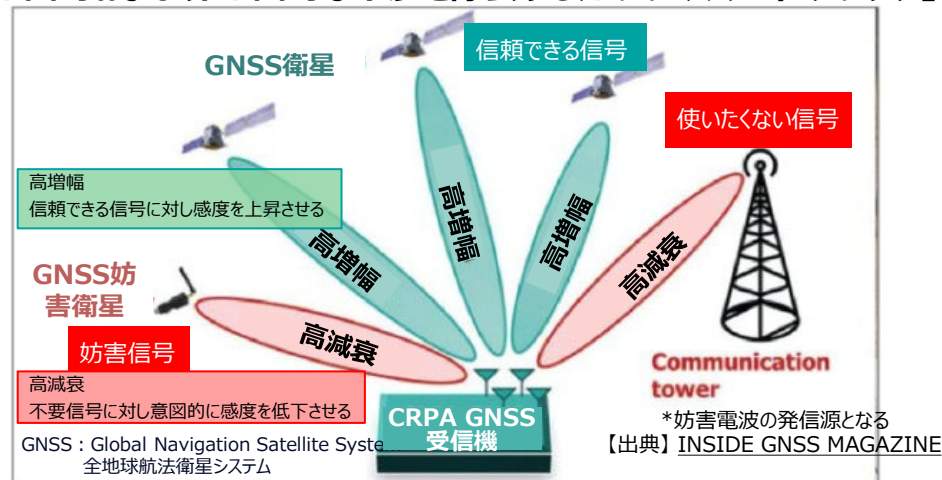 GNSS衛星
信頼できる信号
使いたくない信号
高増幅
信頼できる信号に対し感度を上昇させる
高増幅
高増幅
高増幅
高減衰
GNSS妨
害衛星
妨害信号
高減衰
高減衰
不要信号に対し意図的に感度を低下させる
CRPA GNSS
受信機
Communication
tower
*妨害電波の発信源となる
【出典】 INSIDE GNSS MAGAZINE
GNSS：Global Navigation Satellite Syste
全地球航法衛星システム